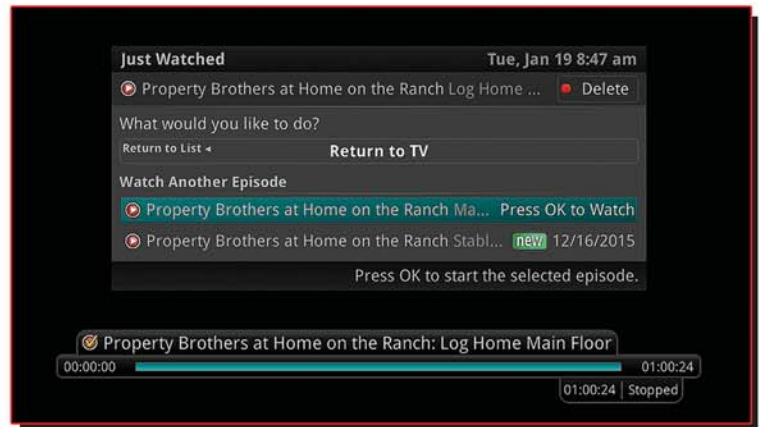 Just Watched Tue, Jan 19 8:47 am
Property Brothers at Home on the Ranch Log Home ... Delete
What would you like to do?
Return to List ◂ Return to TV
Watch Another Episode
Property Brothers at Home on the Ranch Ma... Press OK to Watch
Property Brothers at Home on the Ranch Stabl... new 12/16/2015
Press OK to start the selected episode.
Property Brothers at Home on the Ranch: Log Home Main Floor
00:00:00 01:00:24
01:00:24 | Stopped